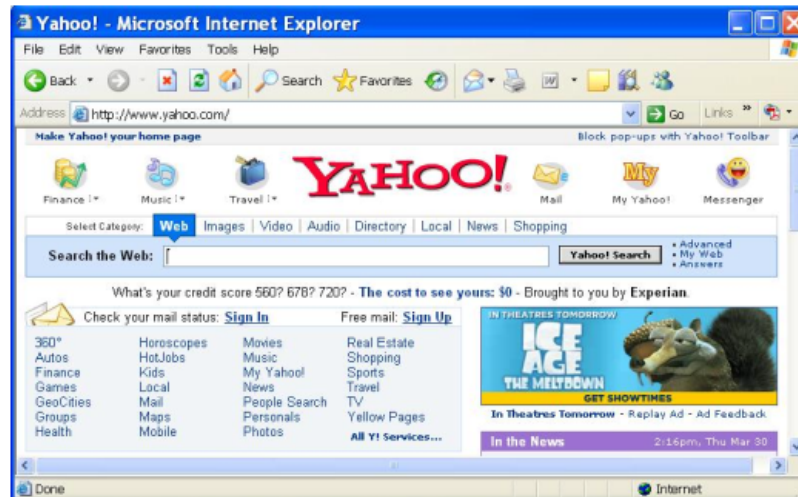 Yahoo! - Microsoft Internet Explorer
File Edit View Favorites Tools Help
Back Search Favorites
Address http://www.yahoo.com/ Go Links »
Make Yahoo! your home page Block pop-ups with Yahoo! Toolbar
YAHOO!
Finance Music Travel Mail My My Yahoo! Messenger
Select Category: Web Images | Video | Audio | Directory | Local | News | Shopping
Search the Web: Yahoo! Search
• Advanced
• My Web
• Answers
What's your credit score 560? 678? 720? - The cost to see yours: $0 - Brought to you by Experian.
Check your mail status: Sign In Free mail: Sign Up
360° Horoscopes Movies Real Estate
Autos HotJobs Music Shopping
Finance Kids My Yahoo! Sports
Games Local News Travel
GeoCities Mail People Search TV
Groups Maps Personals Yellow Pages
Health Mobile Photos All Y! Services...
IN THEATRES TOMORROW
ICE
AGE
THE MELTDOWN
GET SHOWTIMES
In Theatres Tomorrow - Replay Ad - Ad Feedback
In the News 2:16pm, Thu Mar 30
Done Internet